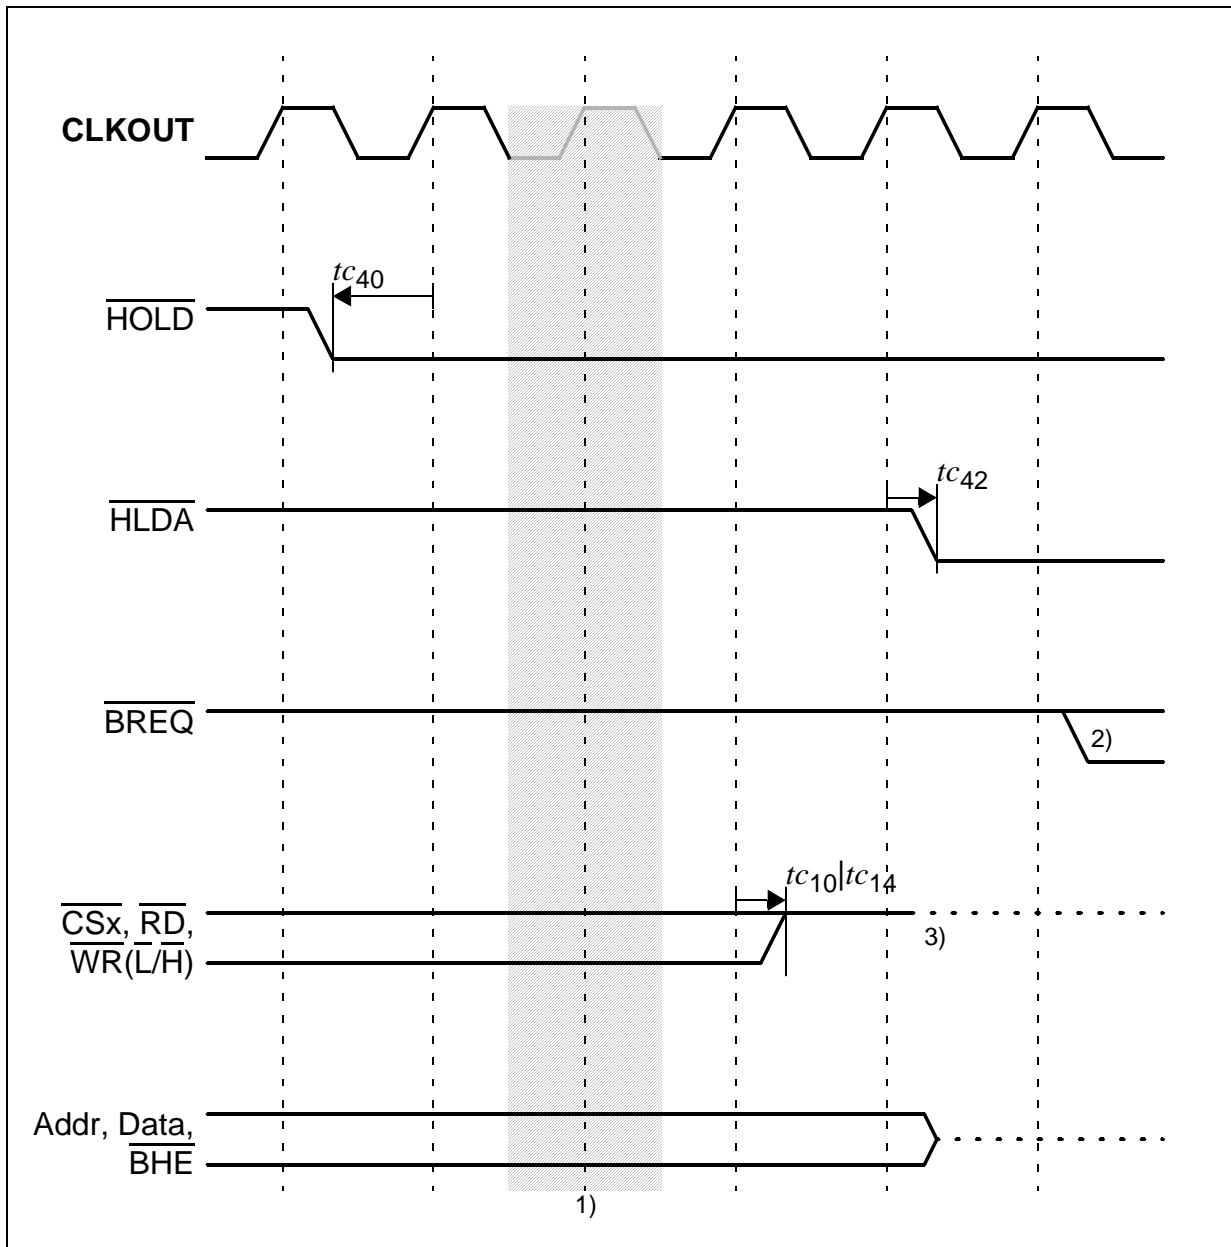 CLKOUT
tc40
HOLD
tc42
HLDA
BREQ
2)
tc10|tc14
CSx, RD,
WR(L/H)
3)
Addr, Data,
BHE
1)